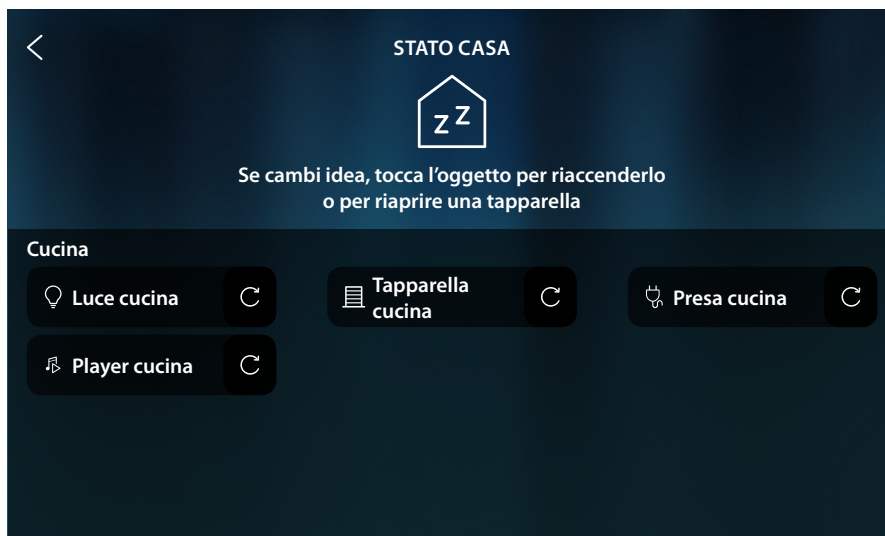 STATO CASA
z Z
Se cambi idea, tocca l’oggetto per riaccenderlo
o per riaprire una tapparella
Cucina
Luce cucina
Tapparella
cucina
Presa cucina
Player cucina